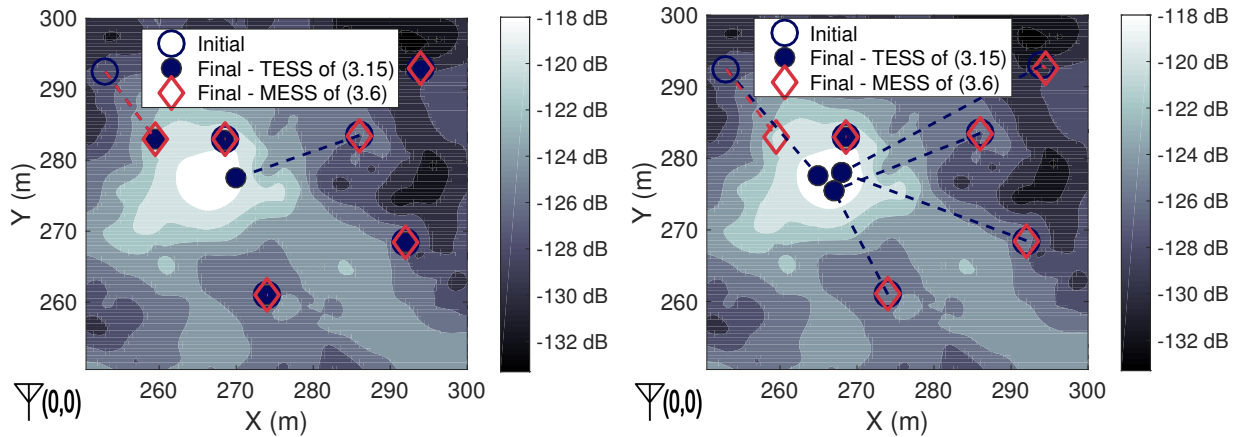 Initial
Final - TESS of (3.15)
Final - MESS of (3.6)
Y (m)
300
290
280
270
260
260 270 280 290 300
X (m)
(0,0)
-118 dB
-120 dB
-122 dB
-124 dB
-126 dB
-128 dB
-130 dB
-132 dB
Initial
Final - TESS of (3.15)
Final - MESS of (3.6)
Y (m)
300
290
280
270
260
260 270 280 290 300
X (m)
(0,0)
-118 dB
-120 dB
-122 dB
-124 dB
-126 dB
-128 dB
-130 dB
-132 dB